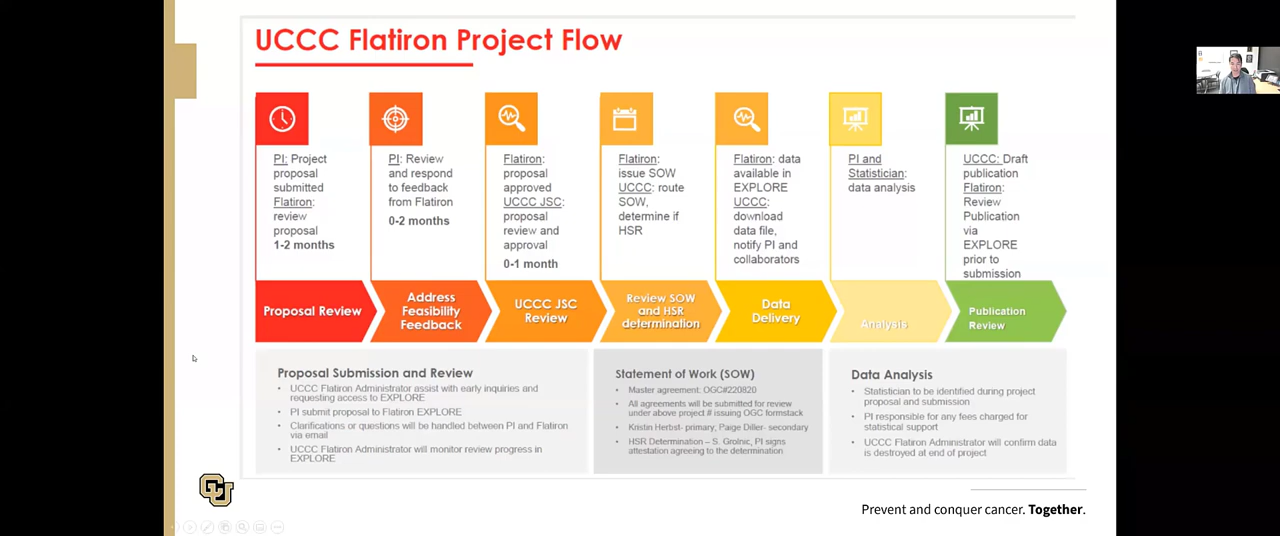 UCCC Flatiron Project Flow
PI: Project
proposal
submitted
Flatiron:
review
proposal
1-2 months
PI: Review
and respond
to feedback
from Flatiron
0-2 months
Flatiron:
proposal
approved
UCCC JSC:
proposal
review and
approval
0-1 month
Flatiron:
issue SOW
UCCC: route
SOW,
determine if
HSR
Flatiron: data
available in
EXPLORE
UCCC:
download
data file,
notify PI and
collaborators
PI and
Statistician:
data analysis
UCCC: Draft
publication
Flatiron:
Review
Publication
via
EXPLORE
prior to
submission
Proposal Review
Address
Feasibility
Feedback
UCCC JSC
Review
Review SOW
and HSR
determination
Data
Delivery
Analysis
Publication
Review
Proposal Submission and Review
• UCCC Flatiron Administrator assist with early inquiries and
requesting access to EXPLORE
• PI submit proposal to Flatiron EXPLORE
• Clarifications or questions will be handled between PI and Flatiron
via email
• UCCC Flatiron Administrator will monitor review progress in
EXPLORE
Statement of Work (SOW)
• Master agreement: OGC#220820
• All agreements will be submitted for review
under above project # issuing OGC formstack
• Kristin Herbst- primary, Paige Diller- secondary
• HSR Determination – S. Grolnic, PI signs
attestation agreeing to the determination
Data Analysis
• Statistician to be identified during project
proposal and submission
• PI responsible for any fees charged for
statistical support
• UCCC Flatiron Administrator will confirm data
is destroyed at end of project
CU
Prevent and conquer cancer. Together.